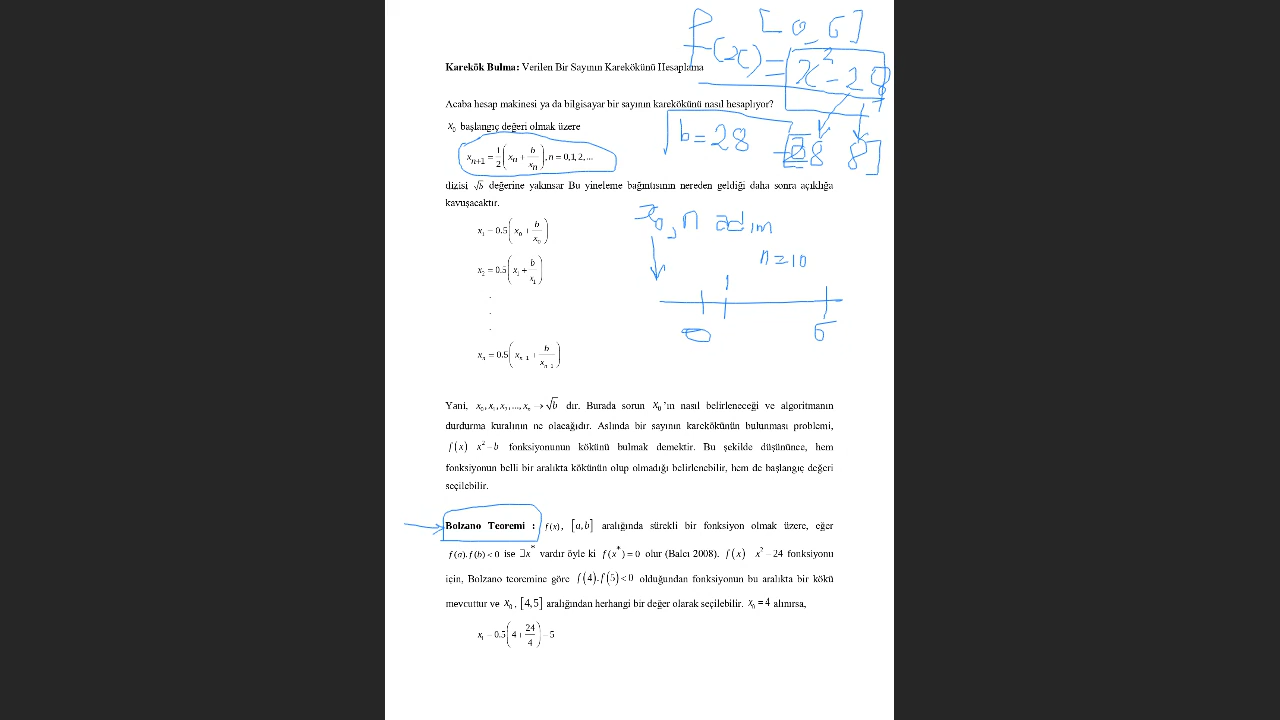 [0, 6]
f(x) = x² - 28
Karekök Bulma: Verilen Bir Sayının Karekökünü Hesaplama
Acaba hesap makinesi ya da bilgisayar bir sayının karekökünü nasıl hesaplıyor?
x₀ başlangıç değeri olmak üzere
√b = 28
-28 8]
xₙ₊₁ = 1/2 (xₙ + b/xₙ), n = 0,1,2,...
dizisi √b değerine yakınsar Bu yineleme bağıntısının nereden geldiği daha sonra açıklığa
kavuşacaktır.
x₀, n adım
x₁ = 0.5(x₀ + b/x₀)
n = 10
x₂ = 0.5(x₁ + b/x₁)
1
.
.
.
0 6
xₙ = 0.5(xₙ₋₁ + b/xₙ₋₁)
Yani, x₀, x₁, x₂, ..., xₙ → √b dır. Burada sorun x₀'ın nasıl belirleneceği ve algoritmanın
durdurma kuralının ne olacağıdır. Aslında bir sayının karekökünün bulunması problemi,
f(x) x² – b fonksiyonunun kökünü bulmak demektir. Bu şekilde düşününce, hem
fonksiyonun belli bir aralıkta kökünün olup olmadığı belirlenebilir, hem de başlangıç değeri
seçilebilir.
Bolzano Teoremi : f(x), [a,b] aralığında sürekli bir fonksiyon olmak üzere, eğer
f(a).f(b) < 0 ise ∃x* vardır öyle ki f(x*) = 0 olur (Balcı 2008). f(x) x² – 24 fonksiyonu
için, Bolzano teoremine göre f(4).f(5) < 0 olduğundan fonksiyonun bu aralıkta bir kökü
mevcuttur ve x₀, [4,5] aralığından herhangi bir değer olarak seçilebilir. x₀ = 4 alınırsa,
x₁ = 0.5(4 + 24/4) = 5